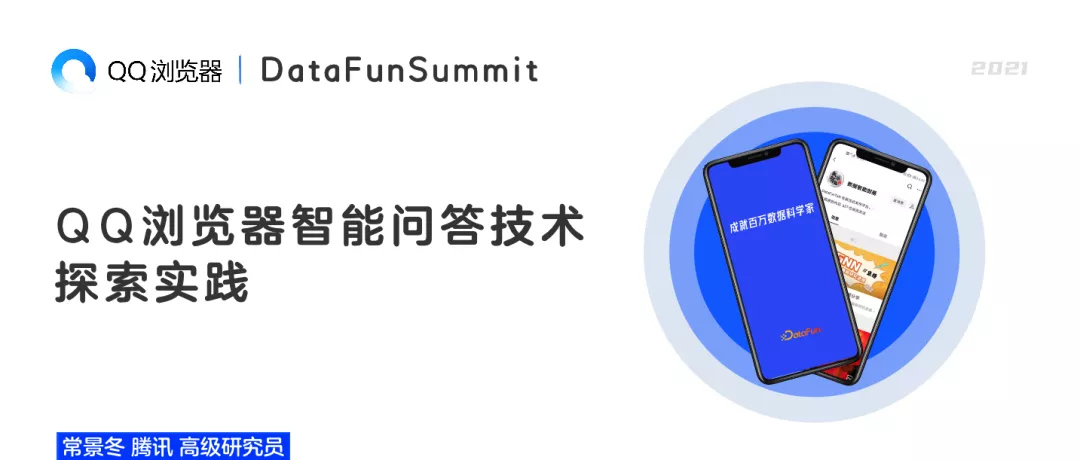 QQ浏览器 | DataFunSummit
2021
QQ浏览器智能问答技术
探索实践
成就百万数据科学家
DataFun
常景冬 腾讯 高级研究员